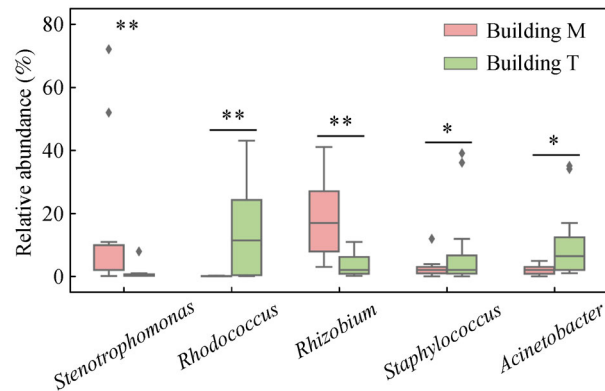 80
60
40
20
0
Relative abundance (%)
**
**
**
*
*
Building M
Building T
Stenotrophomonas
Rhodococcus
Rhizobium
Staphylococcus
Acinetobacter